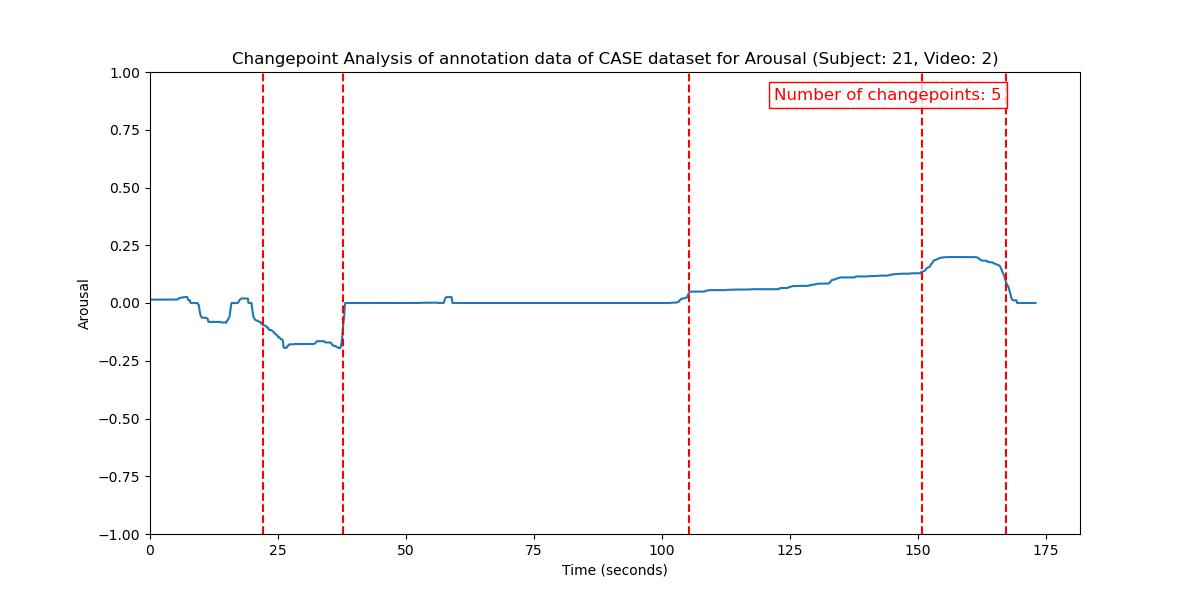 Changepoint Analysis of annotation data of CASE dataset for Arousal (Subject: 21, Video: 2)
Number of changepoints: 5
1.00
0.75
0.50
0.25
0.00
−0.25
−0.50
−0.75
−1.00
Arousal
0 25 50 75 100 125 150 175
Time (seconds)